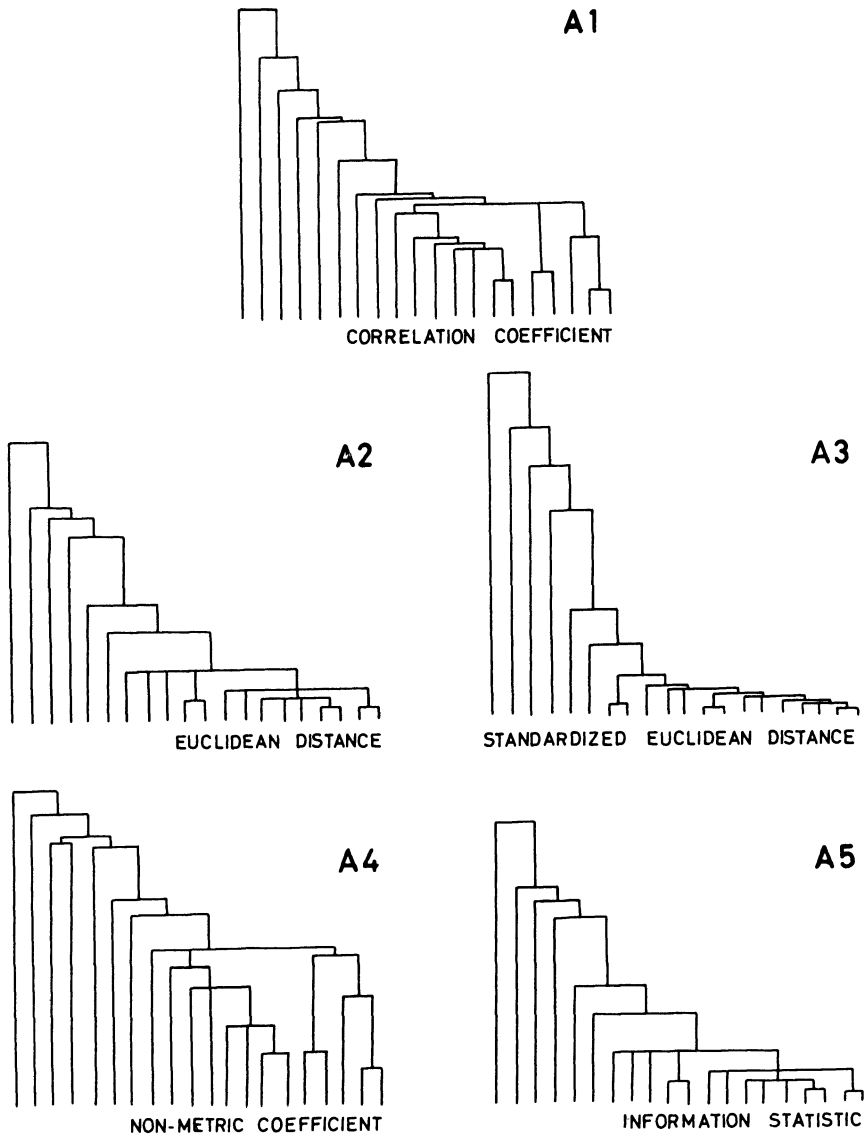 A1
CORRELATION COEFFICIENT
A2
EUCLIDEAN DISTANCE
A3
STANDARDIZED EUCLIDEAN DISTANCE
A4
NON-METRIC COEFFICIENT
A5
INFORMATION STATISTIC